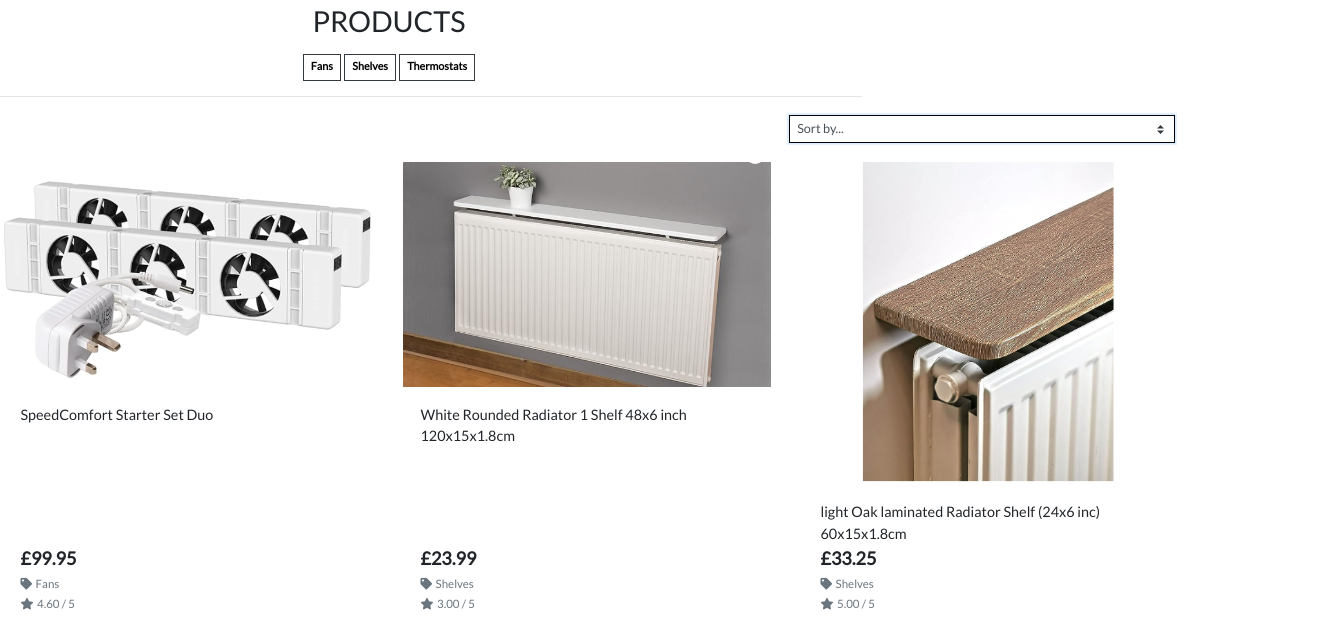 PRODUCTS
Fans
Shelves
Thermostats
Sort by...
SpeedComfort Starter Set Duo
£99.95
Fans
4.60 / 5
White Rounded Radiator 1 Shelf 48x6 inch
120x15x1.8cm
£23.99
Shelves
3.00 / 5
light Oak laminated Radiator Shelf (24x6 inc)
60x15x1.8cm
£33.25
Shelves
5.00 / 5